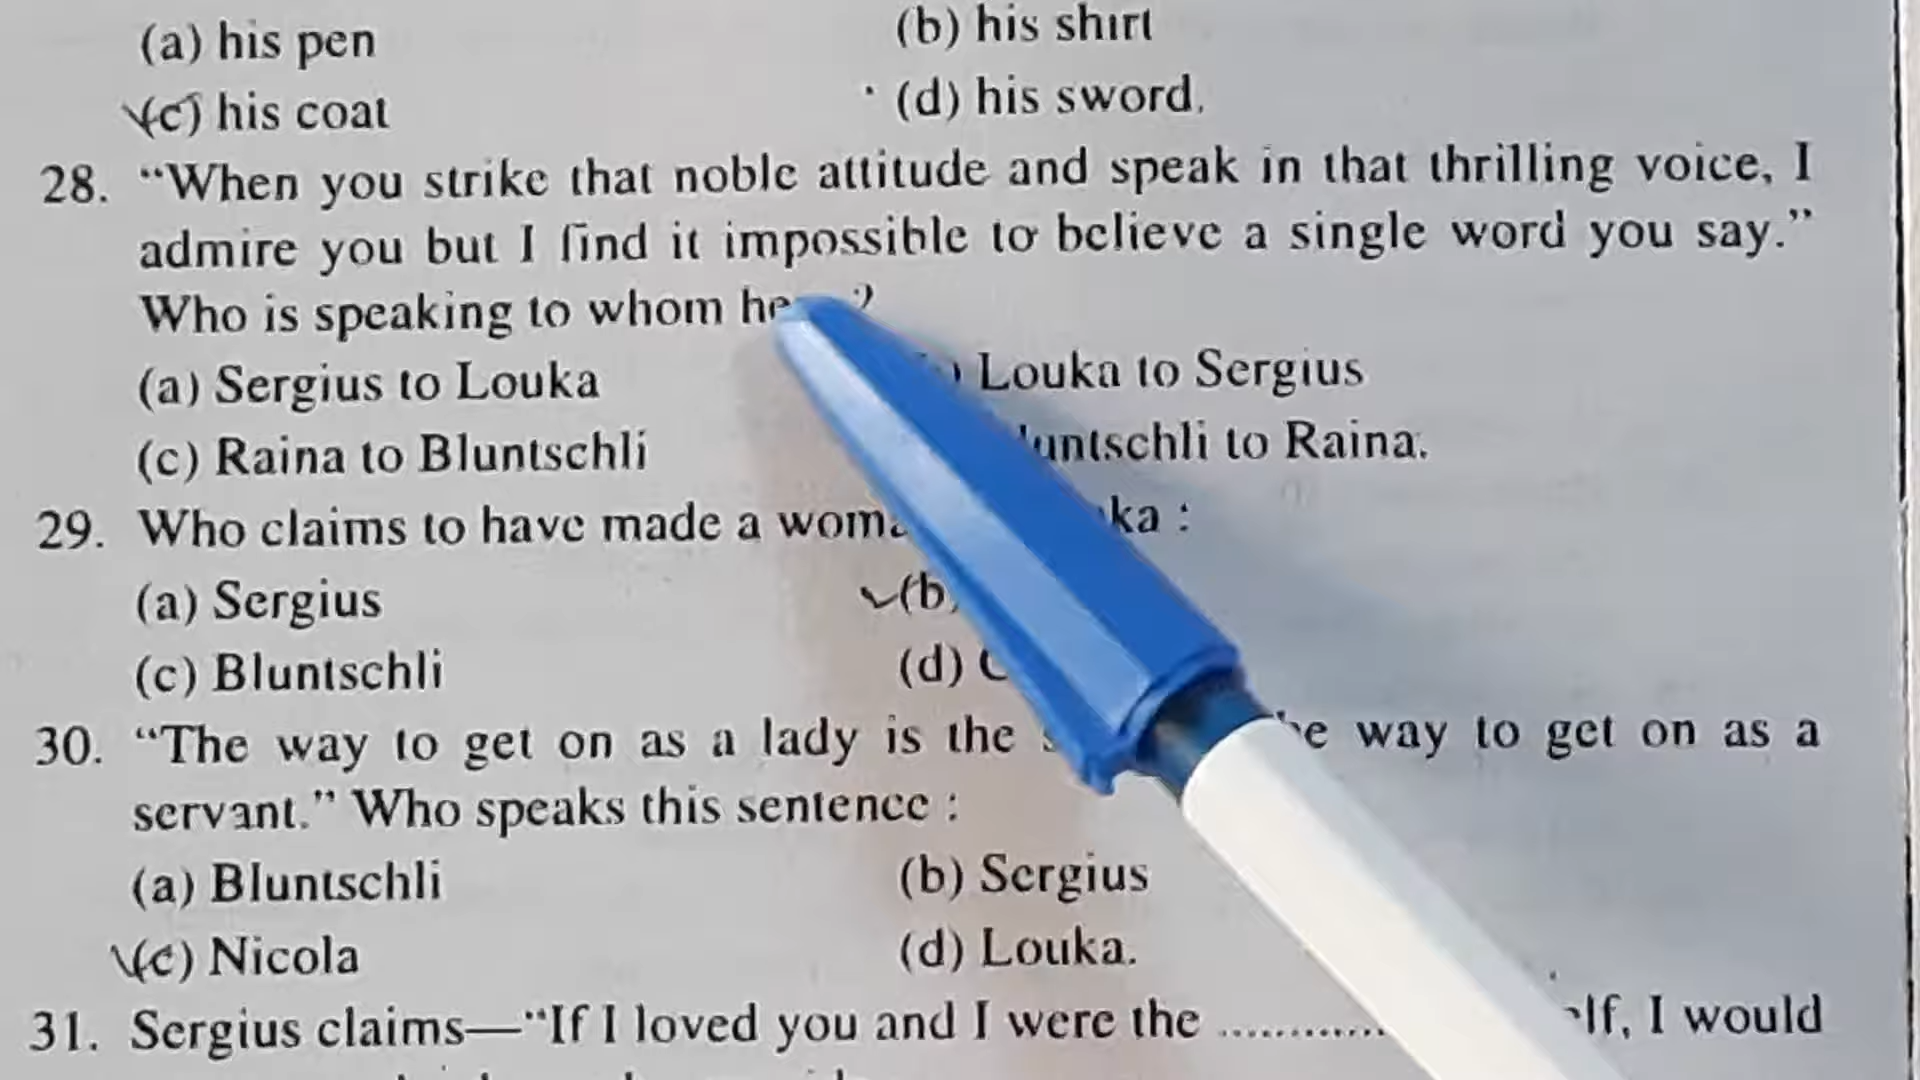 (a) his pen (b) his shirt
(c) his coat (d) his sword.
28. “When you strike that noble attitude and speak in that thrilling voice, I
admire you but I find it impossible to believe a single word you say.”
Who is speaking to whom ?
(a) Sergius to Louka Louka to Sergius
(c) Raina to Bluntschli to Raina.
29. Who claims to have made a :
(a) Sergius (b)
(c) Bluntschli (d)
30. “The way to get on as a lady is the way to get on as a
servant.” Who speaks this sentence :
(a) Bluntschli (b) Sergius
(c) Nicola (d) Louka.
31. Sergius claims—“If I loved you and I were the ............ I would